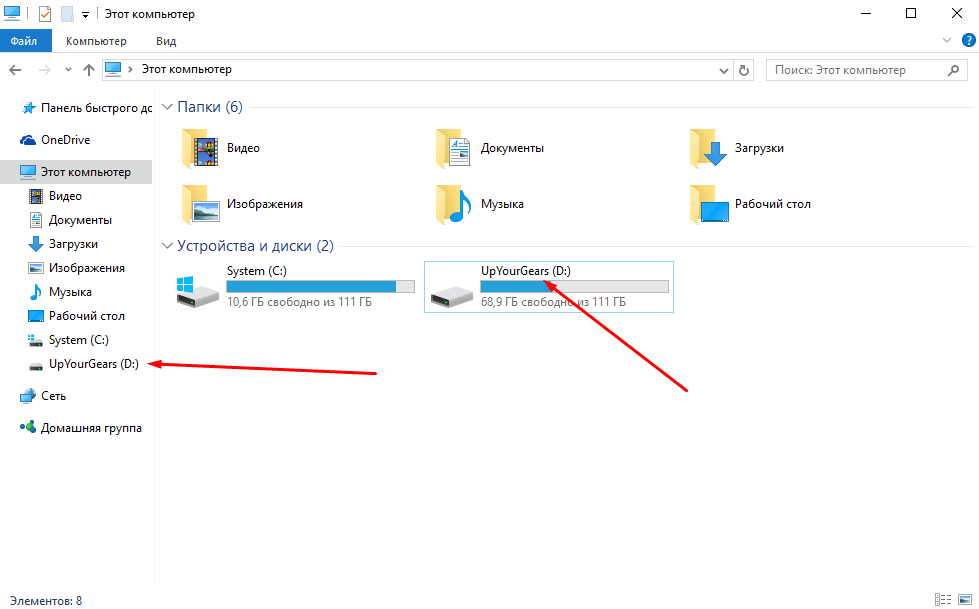 Этот компьютер
Файл Компьютер Вид
?
Этот компьютер
Поиск: Этот компьютер
Панель быстрого дс
OneDrive
Этот компьютер
Видео
Документы
Загрузки
Изображения
Музыка
Рабочий стол
System (C:)
UpYourGears (D:)
Сеть
Домашняя группа
Папки (6)
Видео
Документы
Загрузки
Изображения
Музыка
Рабочий стол
Устройства и диски (2)
System (C:)
10,6 ГБ свободно из 111 ГБ
UpYourGears (D:)
68,9 ГБ свободно из 111 ГБ
Элементов: 8